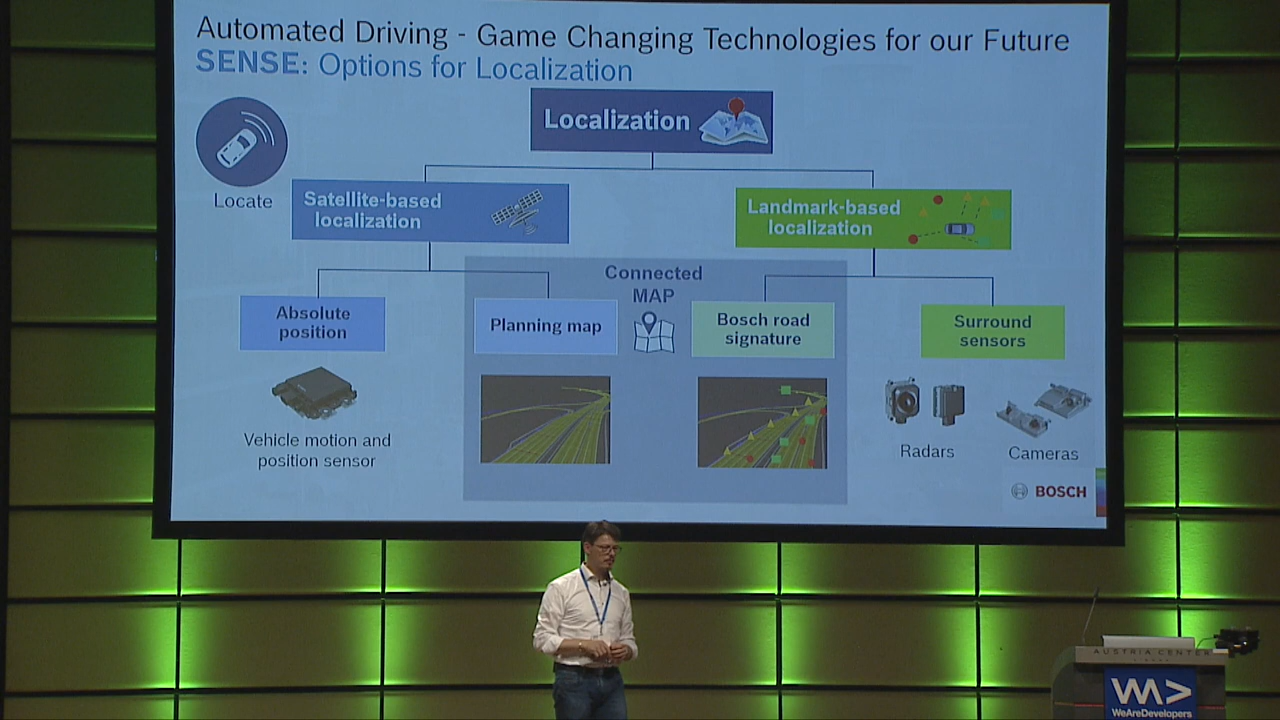 Automated Driving - Game Changing Technologies for our Future
SENSE: Options for Localization
Localization
Locate
Satellite-based
localization
Landmark-based
localization
Connected
MAP
Absolute
position
Planning map
Bosch road
signature
Surround
sensors
Vehicle motion and
position sensor
Radars
Cameras
BOSCH
AUSTRIA CENTER
WeAreDevelopers